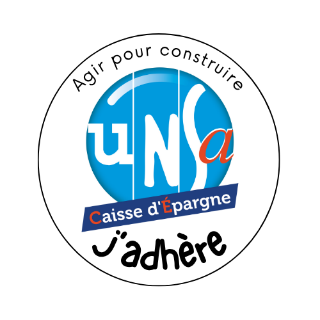 Agir pour construire
uNSa
Caisse d'Épargne
j'adhère